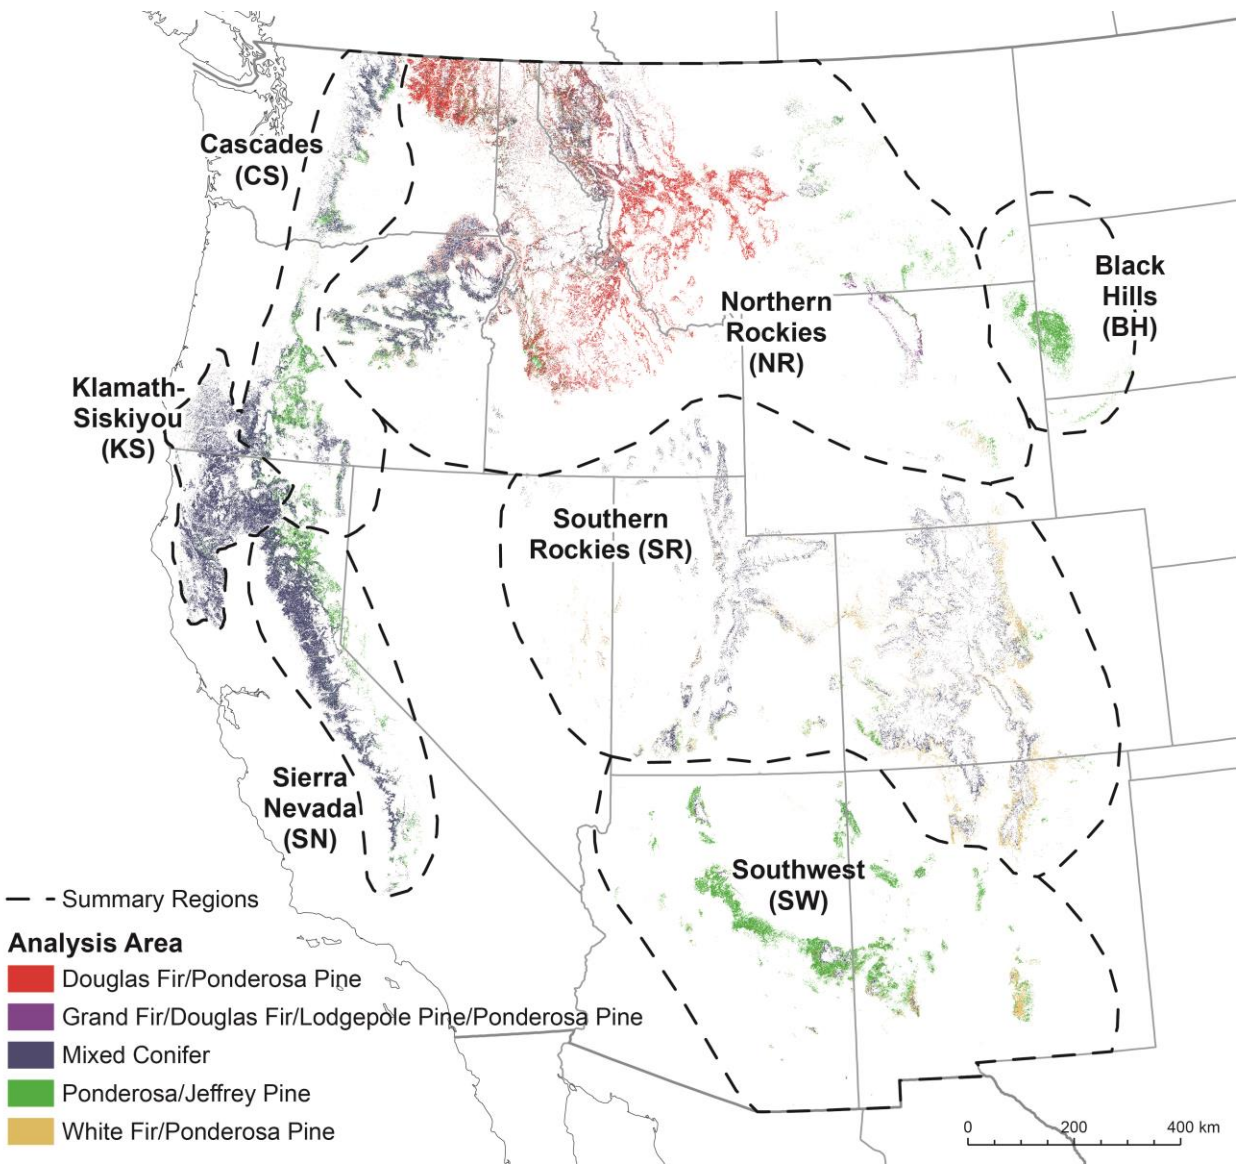 Cascades
(CS)
Black
Hills
(BH)
Northern
Rockies
(NR)
Klamath-
Siskiyou
(KS)
Southern
Rockies (SR)
Sierra
Nevada
(SN)
Southwest
(SW)
Summary Regions
Analysis Area
Douglas Fir/Ponderosa Pine
Grand Fir/Douglas Fir/Lodgepole Pine/Ponderosa Pine
Mixed Conifer
Ponderosa/Jeffrey Pine
White Fir/Ponderosa Pine
0 200 400 km